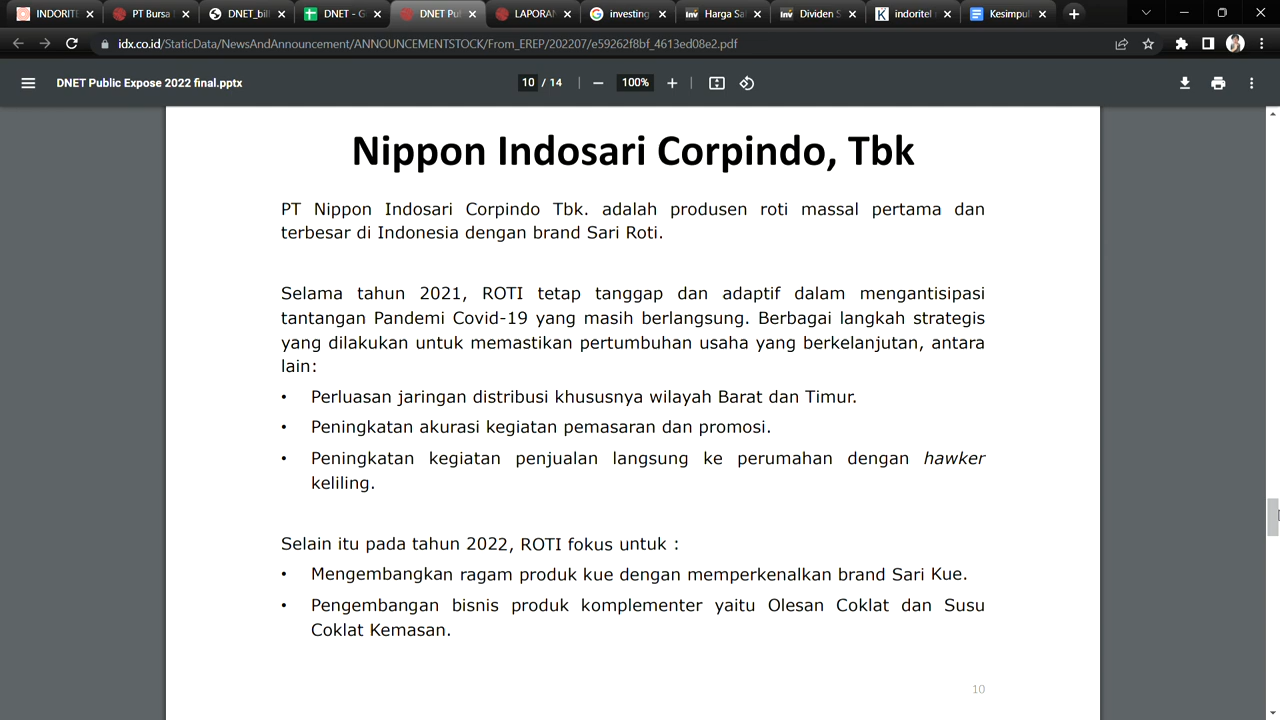 INDORITE
PT Bursa E
DNET_bil
DNET - G
DNET Pu
LAPORAN
investing
Harga Sa
Dividen S
indoritel
Kesimpul
idx.co.id/StaticData/NewsAndAnnouncement/ANNOUNCEMENTSTOCK/From_EREP/202207/e59262f8bf_4613ed08e2.pdf
DNET Public Expose 2022 final.pptx
10 / 14
100%
Nippon Indosari Corpindo, Tbk
PT Nippon Indosari Corpindo Tbk. adalah produsen roti massal pertama dan
terbesar di Indonesia dengan brand Sari Roti.
Selama tahun 2021, ROTI tetap tanggap dan adaptif dalam mengantisipasi
tantangan Pandemi Covid-19 yang masih berlangsung. Berbagai langkah strategis
yang dilakukan untuk memastikan pertumbuhan usaha yang berkelanjutan, antara
lain:
• Perluasan jaringan distribusi khususnya wilayah Barat dan Timur.
• Peningkatan akurasi kegiatan pemasaran dan promosi.
• Peningkatan kegiatan penjualan langsung ke perumahan dengan hawker
keliling.
Selain itu pada tahun 2022, ROTI fokus untuk :
• Mengembangkan ragam produk kue dengan memperkenalkan brand Sari Kue.
• Pengembangan bisnis produk komplementer yaitu Olesan Coklat dan Susu
Coklat Kemasan.
10